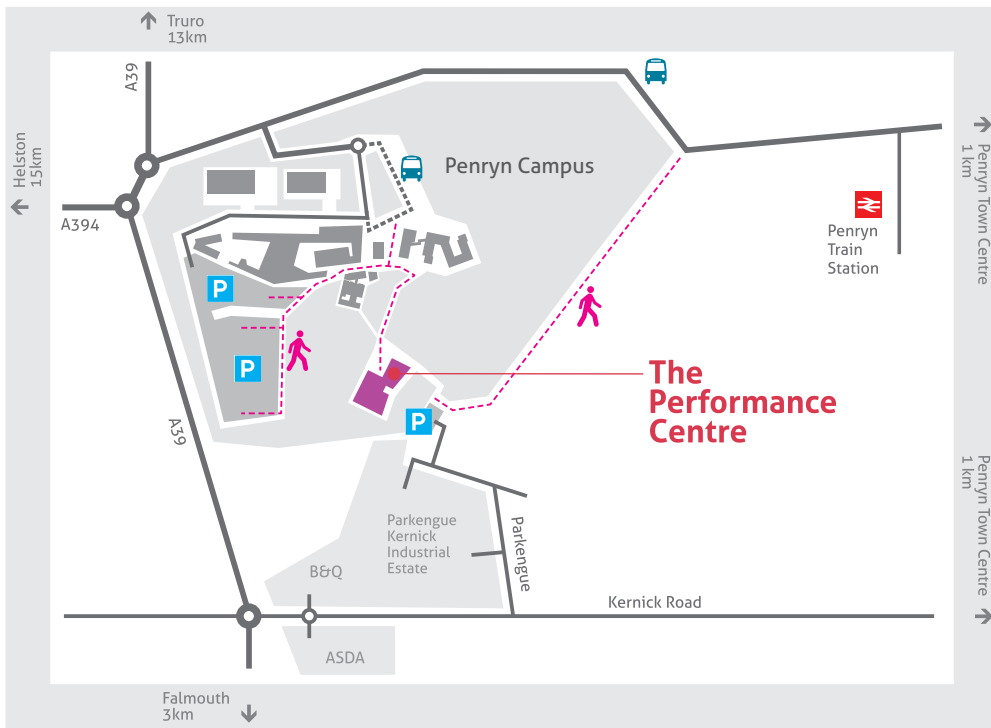 Truro
13km
A39
Helston
15km
A394
Penryn Campus
Penryn Town Centre
1 km
Penryn
Train
Station
P
P
The
Performance
Centre
P
A39
Penryn Town Centre
1 km
Parkengue
Kernick
Industrial
Estate
Parkengue
B&Q
Kernick Road
ASDA
Falmouth
3km